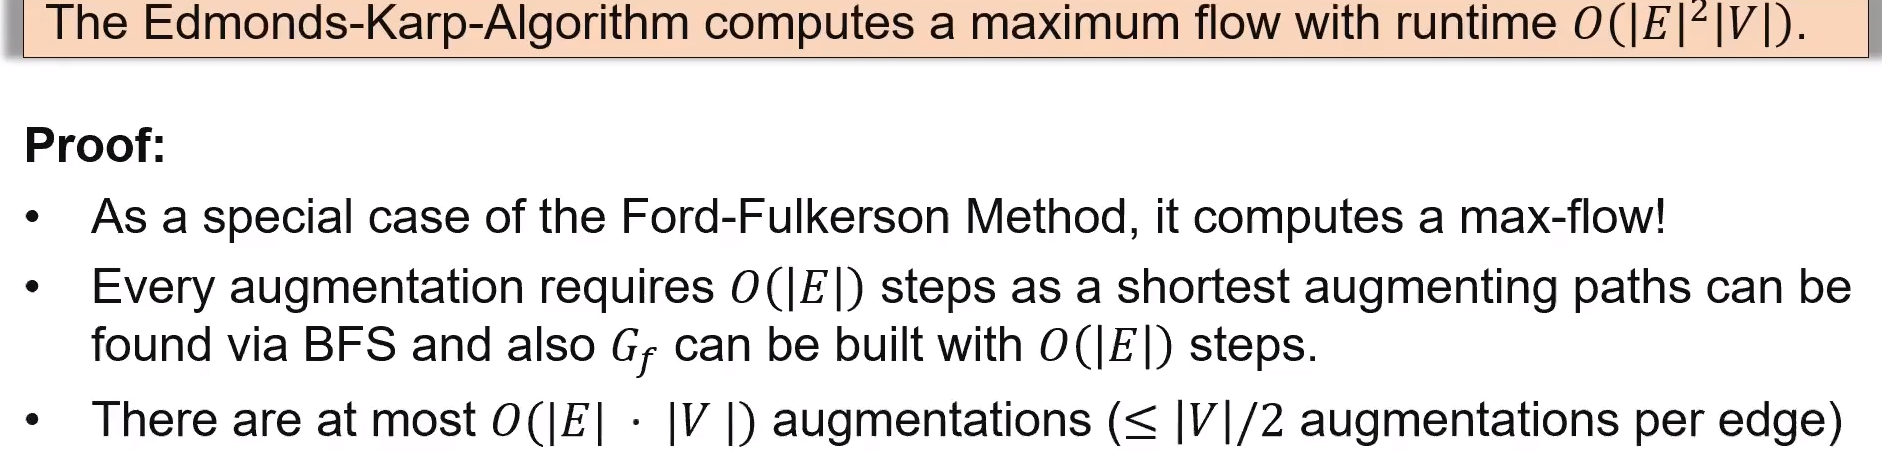 The Edmonds-Karp-Algorithm computes a maximum flow with runtime O(|E|²|V|).
Proof:
• As a special case of the Ford-Fulkerson Method, it computes a max-flow!
• Every augmentation requires O(|E|) steps as a shortest augmenting paths can be
found via BFS and also G_f can be built with O(|E|) steps.
• There are at most O(|E| · |V |) augmentations (≤ |V|/2 augmentations per edge)